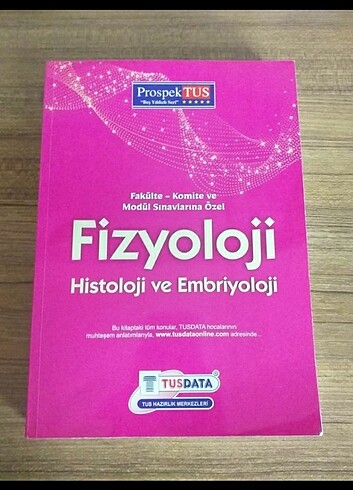 ProspekTUS
"Beş Yıldızlı Seri" ★★★★★
Fakülte - Komite ve
Modül Sınavlarına Özel
Fizyoloji
Histoloji ve Embriyoloji
Bu kitaptaki tüm konular, TUSDATA hocalarının
muhteşem anlatımlarıyla, www.tusdataonline.com adresinde...
TUSDATA®
TUS HAZIRLIK MERKEZLERİ